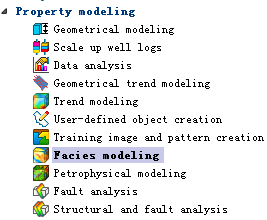 Property modeling
Geometrical modeling
Scale up well logs
Data analysis
Geometrical trend modeling
Trend modeling
User-defined object creation
Training image and pattern creation
Facies modeling
Petrophysical modeling
Fault analysis
Structural and fault analysis